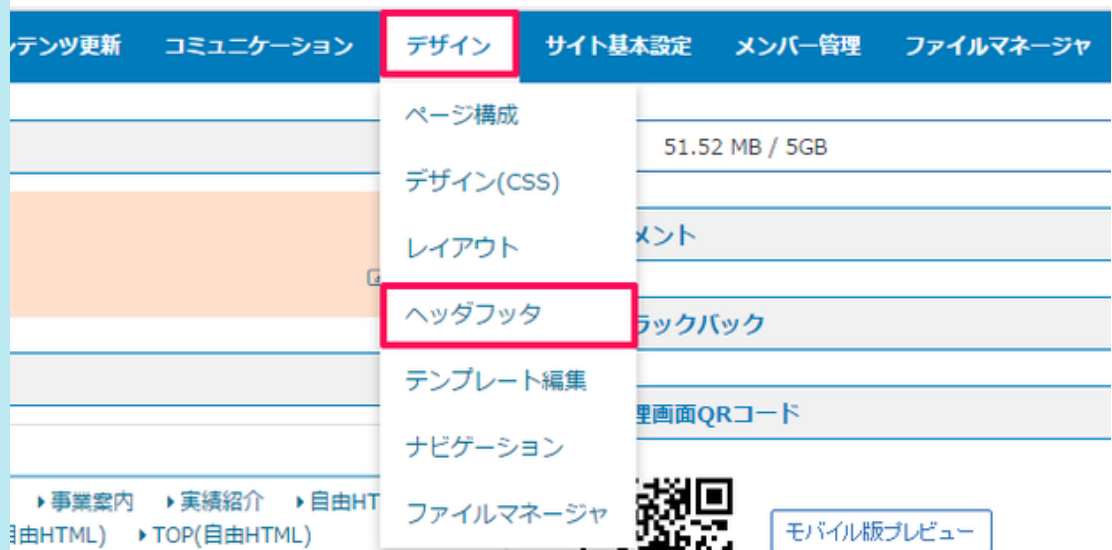 ンテンツ更新 コミュニケーション デザイン サイト基本設定 メンバー管理 ファイルマネージャ
ページ構成
51.52 MB / 5GB
デザイン(CSS)
メント
レイアウト
ヘッダフッタ
ラックバック
テンプレート編集
理画面QRコード
ナビゲーション
事業案内 実績紹介 自由HT
ファイルマネージャ
自由HTML) TOP(自由HTML)
モバイル版プレビュー